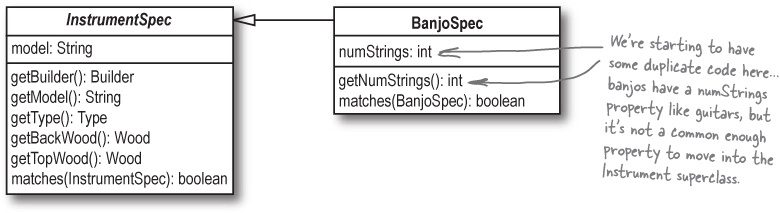 InstrumentSpec
model: String
getBuilder(): Builder
getModel(): String
getType(): Type
getBackWood(): Wood
getTopWood(): Wood
matches(InstrumentSpec): boolean
BanjoSpec
numStrings: int
getNumStrings(): int
matches(BanjoSpec): boolean
We're starting to have
some duplicate code here...
banjos have a numStrings
property like guitars, but
it's not a common enough
property to move into the
Instrument superclass.